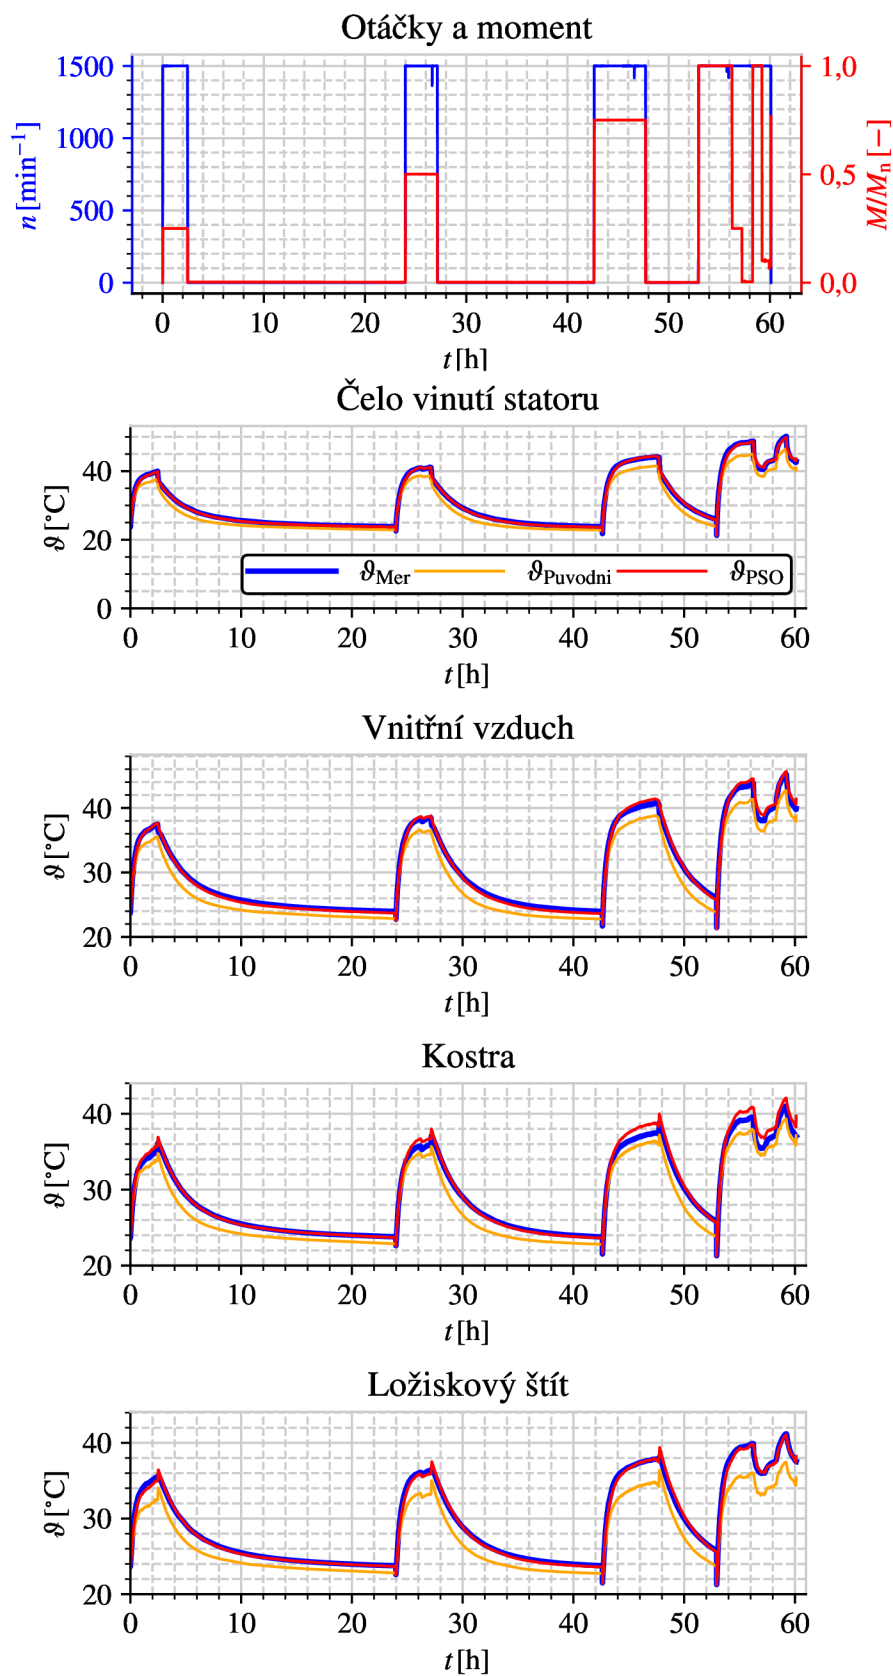 Otáčky a moment
1500
1000
500
0
n [min⁻¹]
1,0
0,5
0,0
M/Mₙ [−]
0 10 20 30 40 50 60
t [h]
Čelo vinutí statoru
40
20
0
ϑ [°C]
ϑMer ϑPuvodni ϑPSO
0 10 20 30 40 50 60
t [h]
Vnitřní vzduch
40
30
20
ϑ [°C]
0 10 20 30 40 50 60
t [h]
Kostra
40
30
20
ϑ [°C]
0 10 20 30 40 50 60
t [h]
Ložiskový štít
40
30
20
ϑ [°C]
0 10 20 30 40 50 60
t [h]